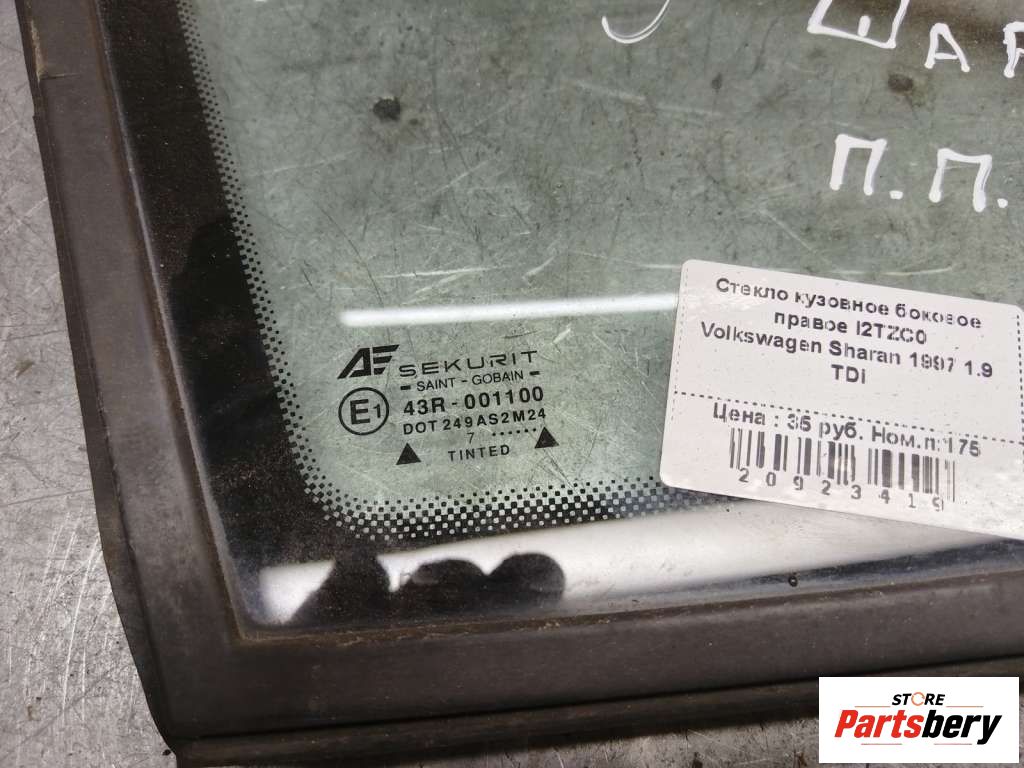 ША
П.П.
AF SEKURIT
SAINT - GOBAIN
E1
43R - 001100
DOT 249 AS2 M24
7 ......
TINTED
Стекло кузовное боковое
правое I2TZC0
Volkswagen Sharan 1997 1.9
TDi
Цена : 35 руб. Ном.п:175
20923419
STORE
Partsbery